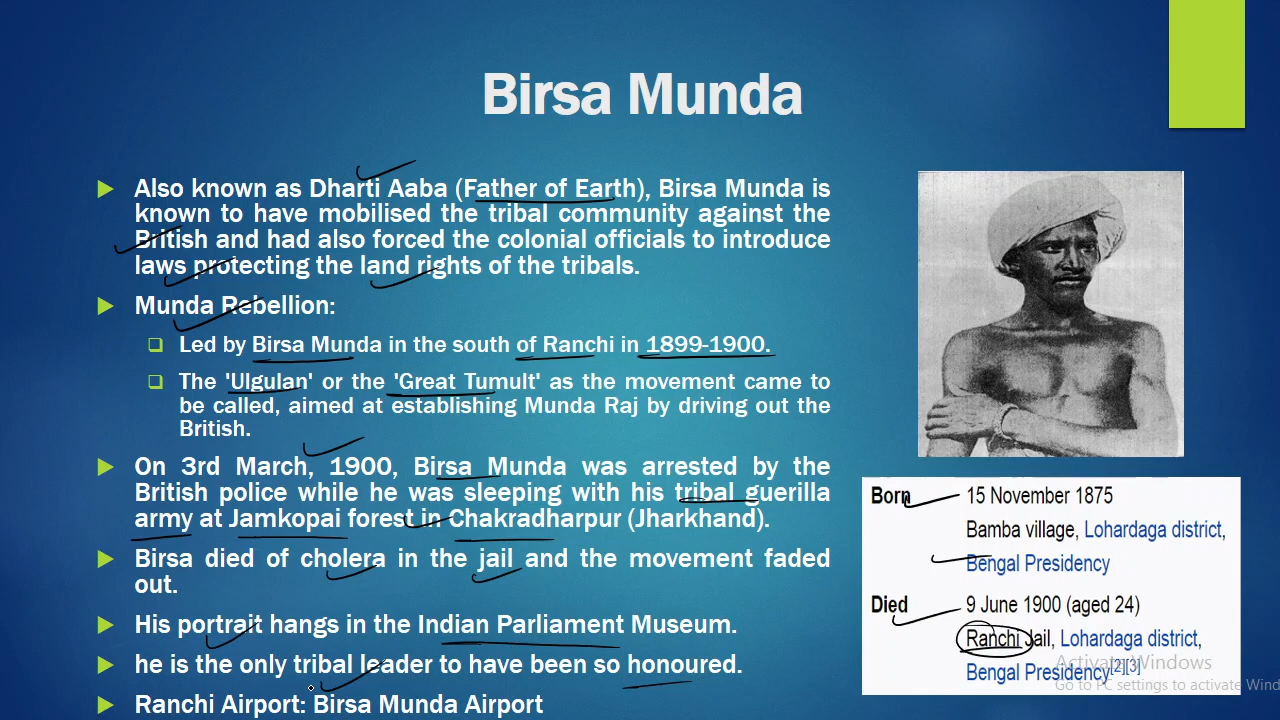 Birsa Munda
Also known as Dharti Aaba (Father of Earth), Birsa Munda is
known to have mobilised the tribal community against the
British and had also forced the colonial officials to introduce
laws protecting the land rights of the tribals.
Munda Rebellion:
Led by Birsa Munda in the south of Ranchi in 1899-1900.
The 'Ulgulan' or the 'Great Tumult' as the movement came to
be called, aimed at establishing Munda Raj by driving out the
British.
On 3rd March, 1900, Birsa Munda was arrested by the
British police while he was sleeping with his tribal guerilla
army at Jamkopai forest in Chakradharpur (Jharkhand).
Birsa died of cholera in the jail and the movement faded
out.
His portrait hangs in the Indian Parliament Museum.
he is the only tribal leader to have been so honoured.
Ranchi Airport: Birsa Munda Airport
Born 15 November 1875
Bamba village, Lohardaga district,
Bengal Presidency
Died 9 June 1900 (aged 24)
Ranchi Jail, Lohardaga district,
Bengal Presidency[2][3]
Activate Windows
Go to PC settings to activate Wind